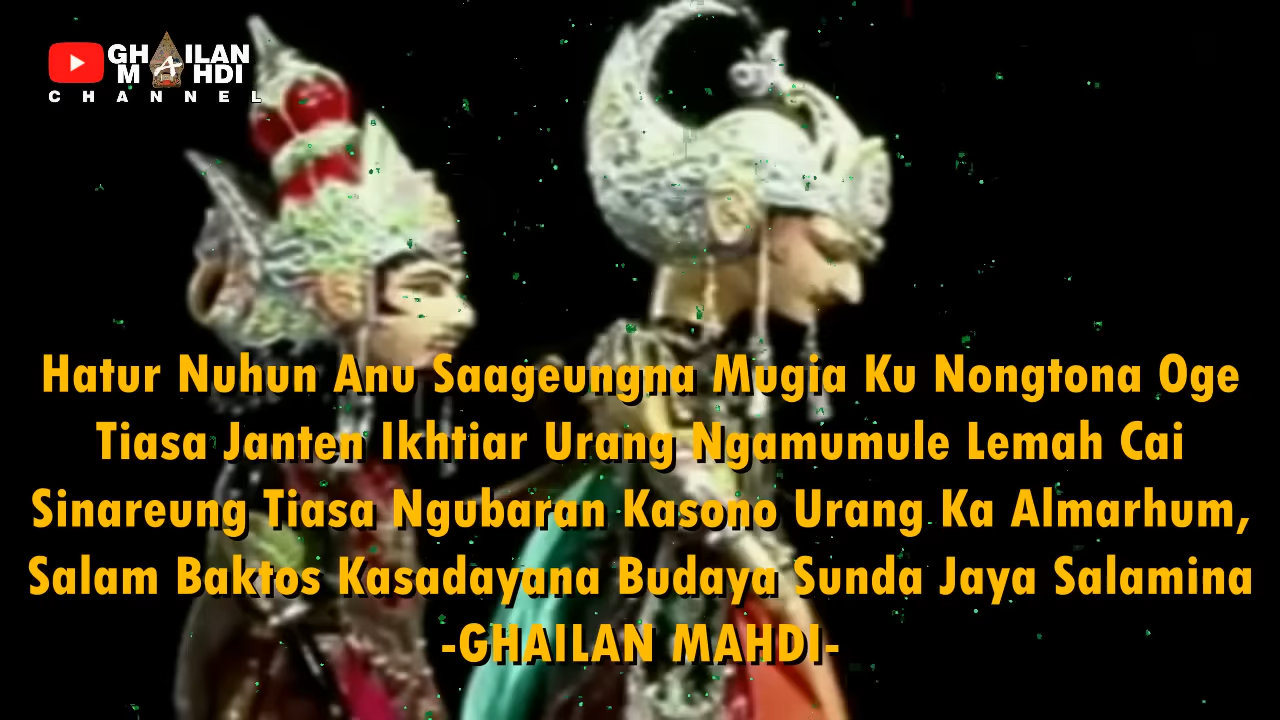 GHAILAN
MAHDI
CHANNEL
Hatur Nuhun Anu Saageungna Mugia Ku Nongtona Oge
Tiasa Janten Ikhtiar Urang Ngamumule Lemah Cai
Sinareung Tiasa Ngubaran Kasono Urang Ka Almarhum,
Salam Baktos Kasadayana Budaya Sunda Jaya Salamina
-GHAILAN MAHDI-